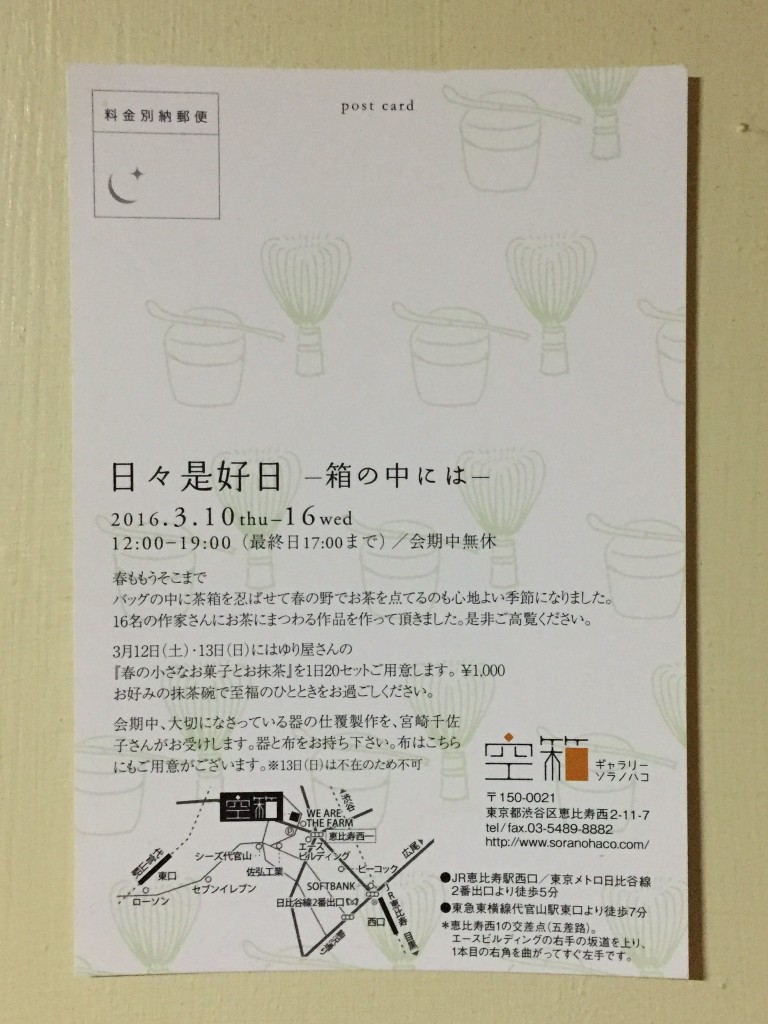 料金別納郵便
post card
日々是好日 —箱の中には—
2016.3.10thu–16wed
12:00–19:00（最終日17:00まで）／会期中無休
春ももうそこまで
バッグの中に茶箱を忍ばせて春の野でお茶を点てるのも心地よい季節になりました。
16名の作家さんにお茶にまつわる作品を作って頂きました。是非ご高覧ください。
3月12日（土）・13日（日）にはゆり屋さんの
『春の小さなお菓子とお抹茶』を1日20セットご用意します。¥1,000
お好みの抹茶碗で至福のひとときをお過ごしください。
会期中、大切になさっている器の仕覆製作を、宮崎千佐
子さんがお受けします。器と布をお持ち下さい。布はこちら
にもご用意がございます。※13日（日）は不在のため不可
空箱
ギャラリー
ソラノハコ
〒150-0021
東京都渋谷区恵比寿西2-11-7
tel/fax.03-5489-8882
http://www.soranohaco.com/
●JR恵比寿駅西口／東京メトロ日比谷線
2番出口より徒歩5分
●東急東横線代官山駅東口より徒歩7分
＊恵比寿西1の交差点（五差路）。
エースビルディングの右手の坂道を上り、
1本目の右角を曲がってすぐ左手です。
空箱
WE ARE
THE FARM
渋谷
恵比寿西一
エース
ビルディング
シーズ代官山
佐弘工業
ピーコック
広尾
代官山
東口
セブンイレブン
ローソン
SOFTBANK
日比谷線2番出口
西口
JR恵比寿
目黒